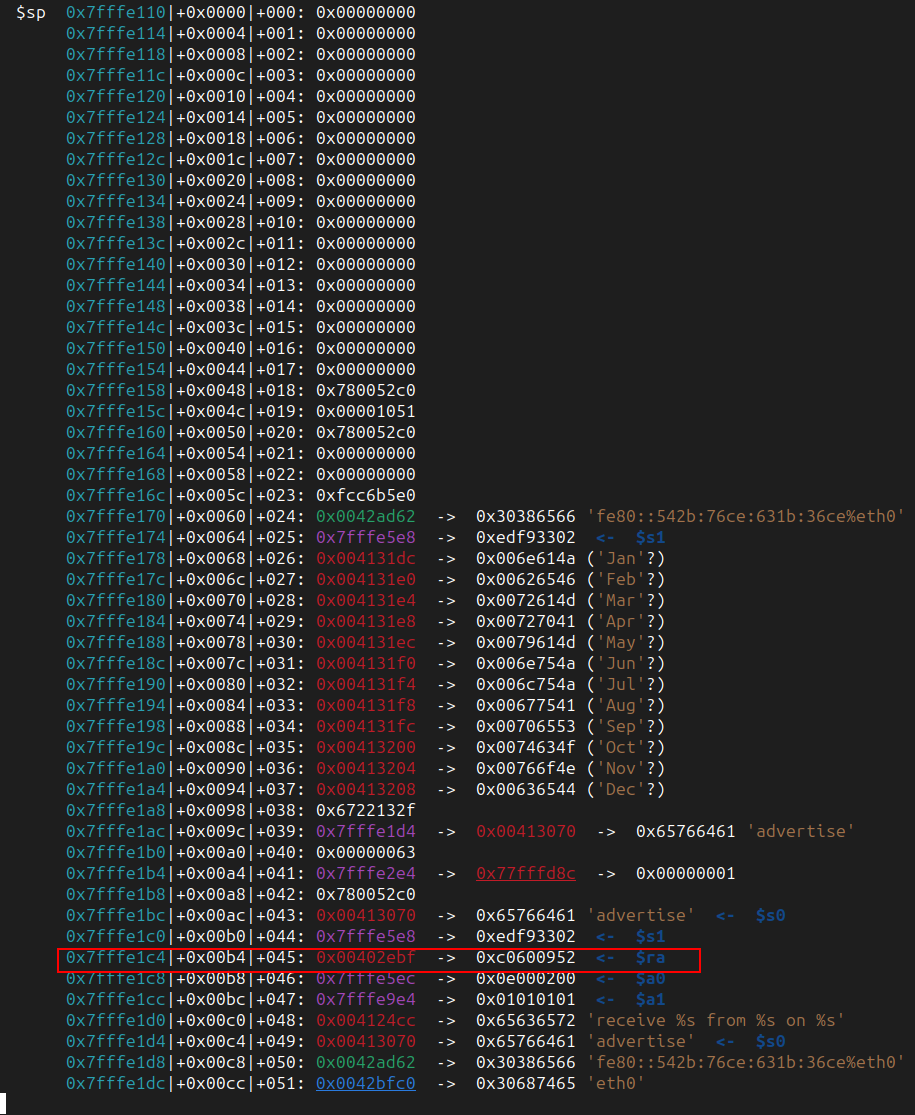 $sp 0x7fffe110|+0x0000|+000: 0x00000000
0x7fffe114|+0x0004|+001: 0x00000000
0x7fffe118|+0x0008|+002: 0x00000000
0x7fffe11c|+0x000c|+003: 0x00000000
0x7fffe120|+0x0010|+004: 0x00000000
0x7fffe124|+0x0014|+005: 0x00000000
0x7fffe128|+0x0018|+006: 0x00000000
0x7fffe12c|+0x001c|+007: 0x00000000
0x7fffe130|+0x0020|+008: 0x00000000
0x7fffe134|+0x0024|+009: 0x00000000
0x7fffe138|+0x0028|+010: 0x00000000
0x7fffe13c|+0x002c|+011: 0x00000000
0x7fffe140|+0x0030|+012: 0x00000000
0x7fffe144|+0x0034|+013: 0x00000000
0x7fffe148|+0x0038|+014: 0x00000000
0x7fffe14c|+0x003c|+015: 0x00000000
0x7fffe150|+0x0040|+016: 0x00000000
0x7fffe154|+0x0044|+017: 0x00000000
0x7fffe158|+0x0048|+018: 0x780052c0
0x7fffe15c|+0x004c|+019: 0x00001051
0x7fffe160|+0x0050|+020: 0x780052c0
0x7fffe164|+0x0054|+021: 0x00000000
0x7fffe168|+0x0058|+022: 0x00000000
0x7fffe16c|+0x005c|+023: 0xfcc6b5e0
0x7fffe170|+0x0060|+024: 0x0042ad62 -> 0x30386566 'fe80::542b:76ce:631b:36ce%eth0'
0x7fffe174|+0x0064|+025: 0x7fffe5e8 -> 0xedf93302 <- $s1
0x7fffe178|+0x0068|+026: 0x004131dc -> 0x006e614a ('Jan'?)
0x7fffe17c|+0x006c|+027: 0x004131e0 -> 0x00626546 ('Feb'?)
0x7fffe180|+0x0070|+028: 0x004131e4 -> 0x0072614d ('Mar'?)
0x7fffe184|+0x0074|+029: 0x004131e8 -> 0x00727041 ('Apr'?)
0x7fffe188|+0x0078|+030: 0x004131ec -> 0x0079614d ('May'?)
0x7fffe18c|+0x007c|+031: 0x004131f0 -> 0x006e754a ('Jun'?)
0x7fffe190|+0x0080|+032: 0x004131f4 -> 0x006c754a ('Jul'?)
0x7fffe194|+0x0084|+033: 0x004131f8 -> 0x00677541 ('Aug'?)
0x7fffe198|+0x0088|+034: 0x004131fc -> 0x00706553 ('Sep'?)
0x7fffe19c|+0x008c|+035: 0x00413200 -> 0x0074634f ('Oct'?)
0x7fffe1a0|+0x0090|+036: 0x00413204 -> 0x00766f4e ('Nov'?)
0x7fffe1a4|+0x0094|+037: 0x00413208 -> 0x00636544 ('Dec'?)
0x7fffe1a8|+0x0098|+038: 0x6722132f
0x7fffe1ac|+0x009c|+039: 0x7fffe1d4 -> 0x00413070 -> 0x65766461 'advertise'
0x7fffe1b0|+0x00a0|+040: 0x00000063
0x7fffe1b4|+0x00a4|+041: 0x7fffe2e4 -> 0x77fffd8c -> 0x00000001
0x7fffe1b8|+0x00a8|+042: 0x780052c0
0x7fffe1bc|+0x00ac|+043: 0x00413070 -> 0x65766461 'advertise' <- $s0
0x7fffe1c0|+0x00b0|+044: 0x7fffe5e8 -> 0xedf93302 <- $s1
0x7fffe1c4|+0x00b4|+045: 0x00402ebf -> 0xc0600952 <- $ra
0x7fffe1c8|+0x00b8|+046: 0x7fffe5ec -> 0x0e000200 <- $a0
0x7fffe1cc|+0x00bc|+047: 0x7fffe9e4 -> 0x01010101 <- $a1
0x7fffe1d0|+0x00c0|+048: 0x004124cc -> 0x65636572 'receive %s from %s on %s'
0x7fffe1d4|+0x00c4|+049: 0x00413070 -> 0x65766461 'advertise' <- $s0
0x7fffe1d8|+0x00c8|+050: 0x0042ad62 -> 0x30386566 'fe80::542b:76ce:631b:36ce%eth0'
0x7fffe1dc|+0x00cc|+051: 0x0042bfc0 -> 0x30687465 'eth0'